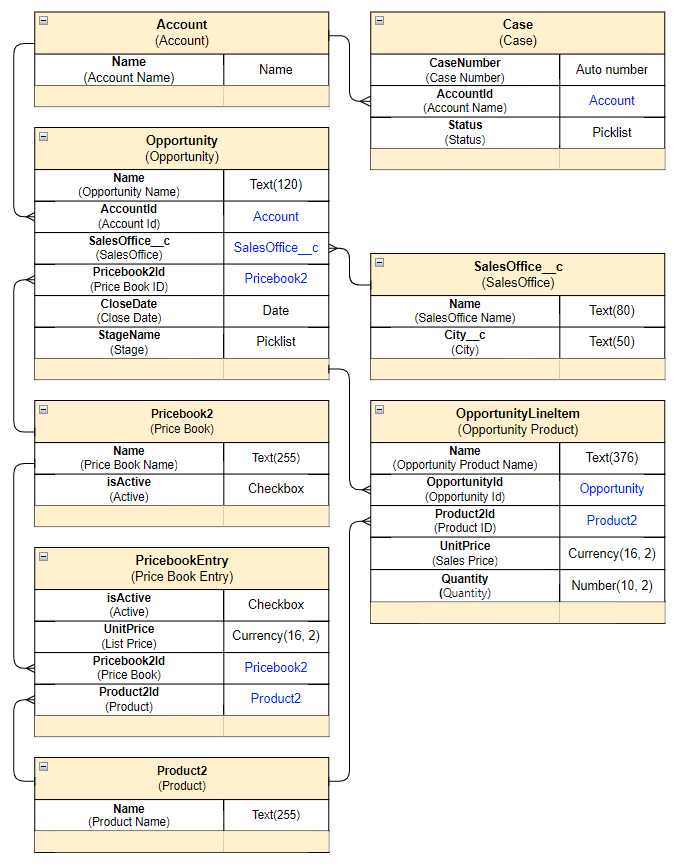 Account
(Account)
Name
(Account Name)
Name
Case
(Case)
CaseNumber
(Case Number)
Auto number
AccountId
(Account Name)
Account
Status
(Status)
Picklist
Opportunity
(Opportunity)
Name
(Opportunity Name)
Text(120)
AccountId
(Account Id)
Account
SalesOffice__c
(SalesOffice)
SalesOffice__c
Pricebook2Id
(Price Book ID)
Pricebook2
CloseDate
(Close Date)
Date
StageName
(Stage)
Picklist
SalesOffice__c
(SalesOffice)
Name
(SalesOffice Name)
Text(80)
City__c
(City)
Text(50)
Pricebook2
(Price Book)
Name
(Price Book Name)
Text(255)
isActive
(Active)
Checkbox
OpportunityLineItem
(Opportunity Product)
Name
(Opportunity Product Name)
Text(376)
OpportunityId
(Opportunity Id)
Opportunity
Product2Id
(Product ID)
Product2
UnitPrice
(Sales Price)
Currency(16, 2)
Quantity
(Quantity)
Number(10, 2)
PricebookEntry
(Price Book Entry)
isActive
(Active)
Checkbox
UnitPrice
(List Price)
Currency(16, 2)
Pricebook2Id
(Price Book)
Pricebook2
Product2Id
(Product)
Product2
Product2
(Product)
Name
(Product Name)
Text(255)